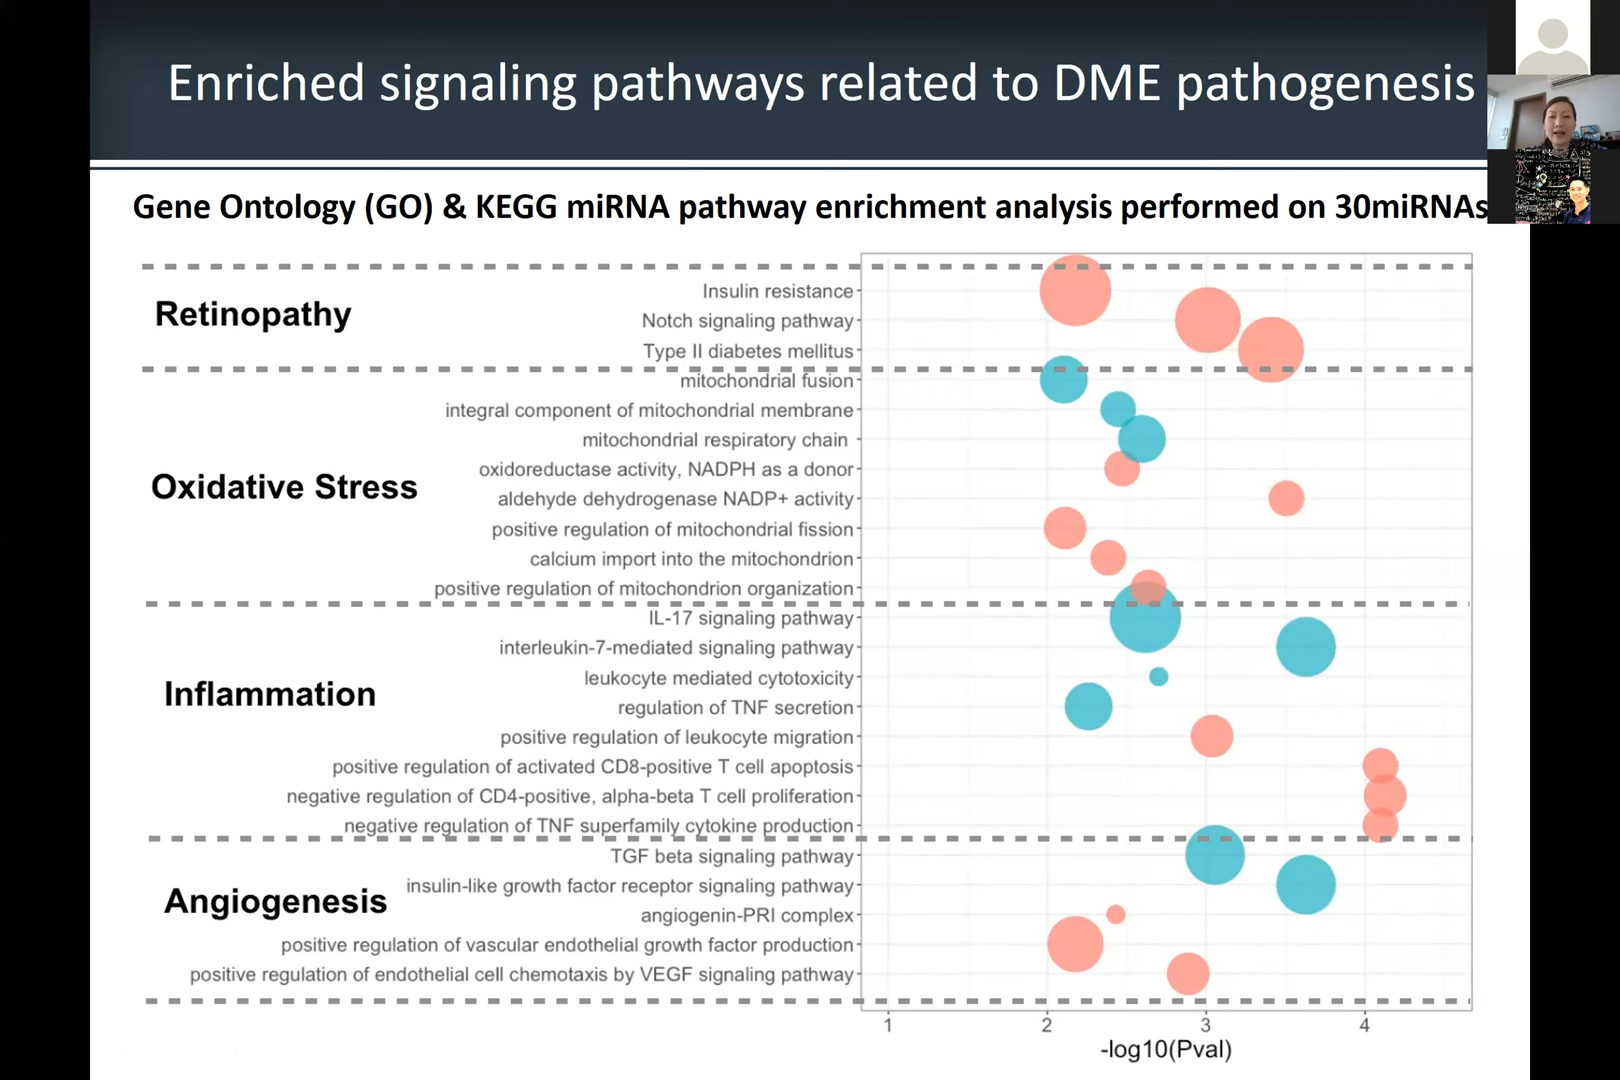 Enriched signaling pathways related to DME pathogenesis
Gene Ontology (GO) & KEGG miRNA pathway enrichment analysis performed on 30miRNAs
Retinopathy
Insulin resistance
Notch signaling pathway
Type II diabetes mellitus
Oxidative Stress
mitochondrial fusion
integral component of mitochondrial membrane
mitochondrial respiratory chain
oxidoreductase activity, NADPH as a donor
aldehyde dehydrogenase NADP+ activity
positive regulation of mitochondrial fission
calcium import into the mitochondrion
positive regulation of mitochondrion organization
Inflammation
IL-17 signaling pathway
interleukin-7-mediated signaling pathway
leukocyte mediated cytotoxicity
regulation of TNF secretion
positive regulation of leukocyte migration
positive regulation of activated CD8-positive T cell apoptosis
negative regulation of CD4-positive, alpha-beta T cell proliferation
negative regulation of TNF superfamily cytokine production
Angiogenesis
TGF beta signaling pathway
insulin-like growth factor receptor signaling pathway
angiogenin-PRI complex
positive regulation of vascular endothelial growth factor production
positive regulation of endothelial cell chemotaxis by VEGF signaling pathway
1 2 3 4
-log10(Pval)